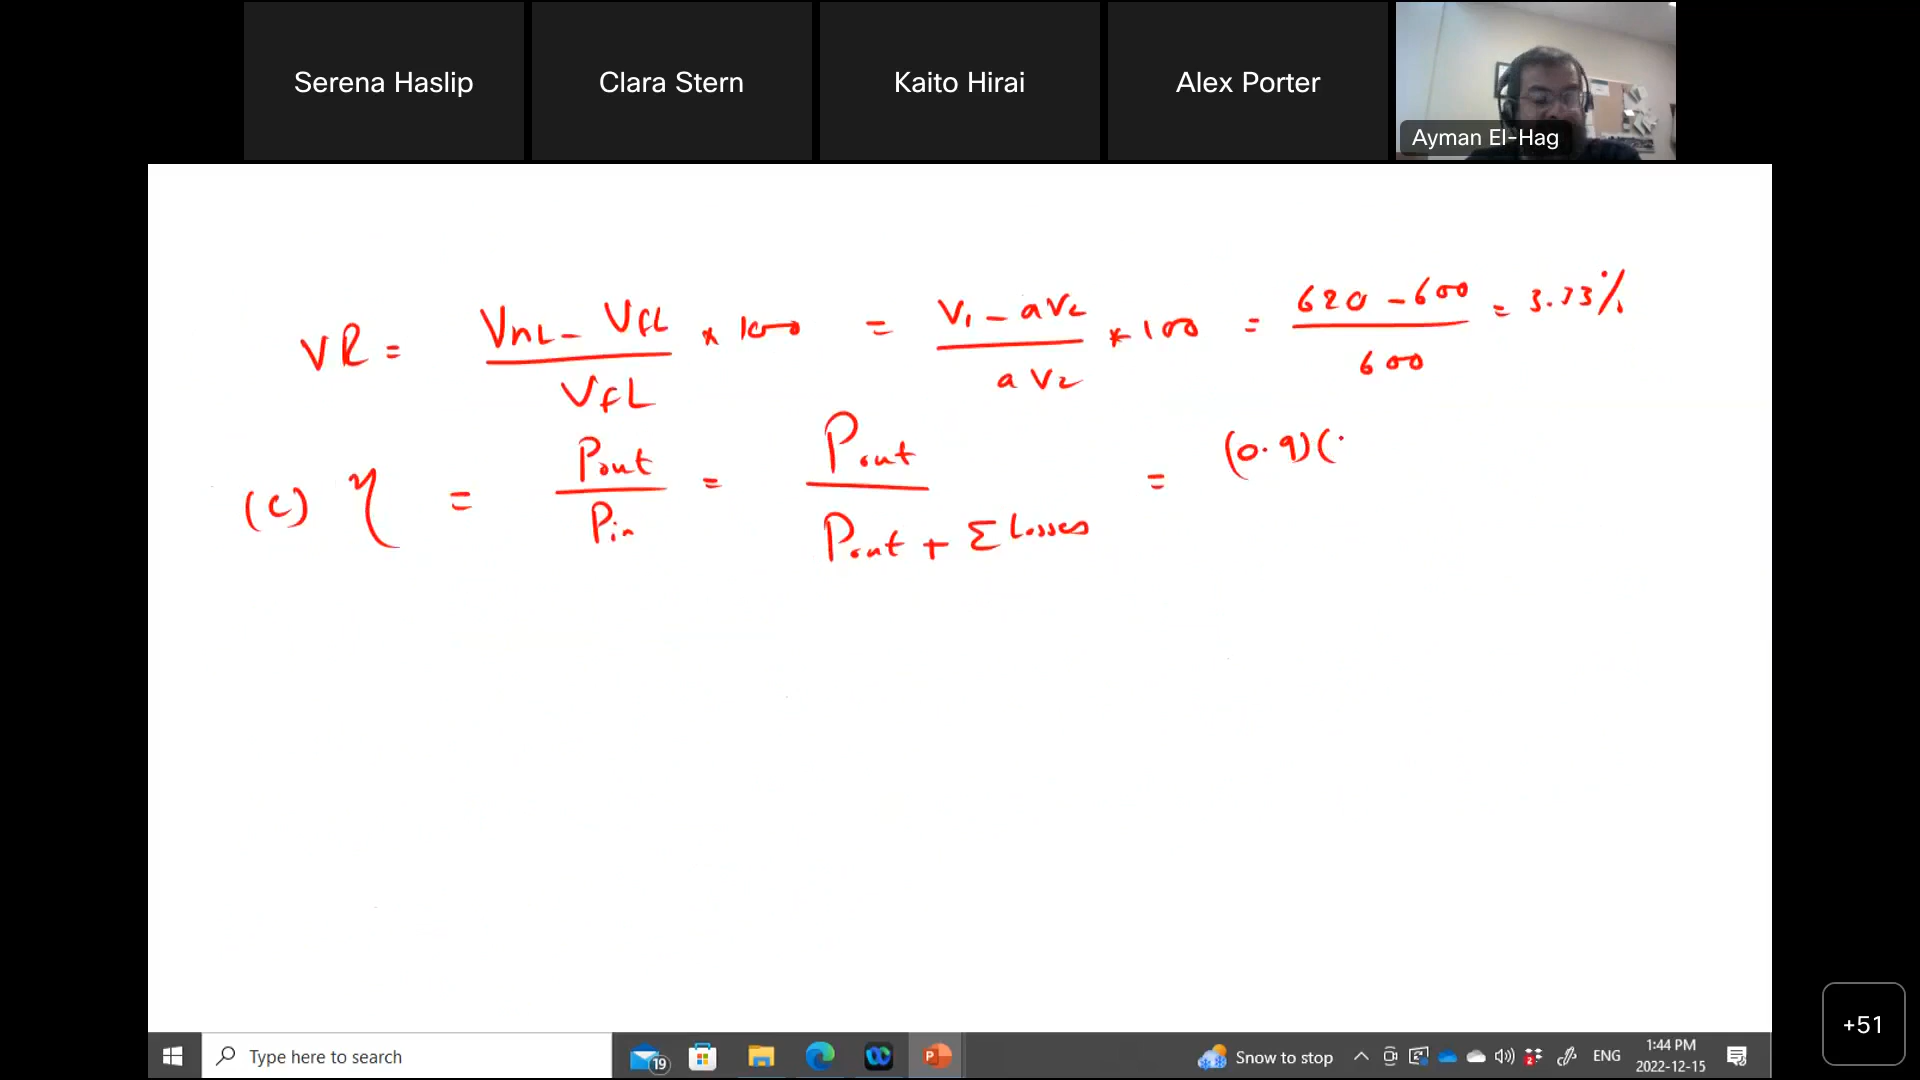 Serena Haslip
Clara Stern
Kaito Hirai
Alex Porter
Ayman El-Hag
VR = VnL - VfL / VfL * 100 = V1 - aV2 / aV2 * 100 = 620 - 600 / 600 = 3.33%
(c) η = Pout / Pin = Pout / Pout + Σ Losses = (0.9)(
+51
Type here to search
19
Snow to stop
ENG
1:44 PM
2022-12-15